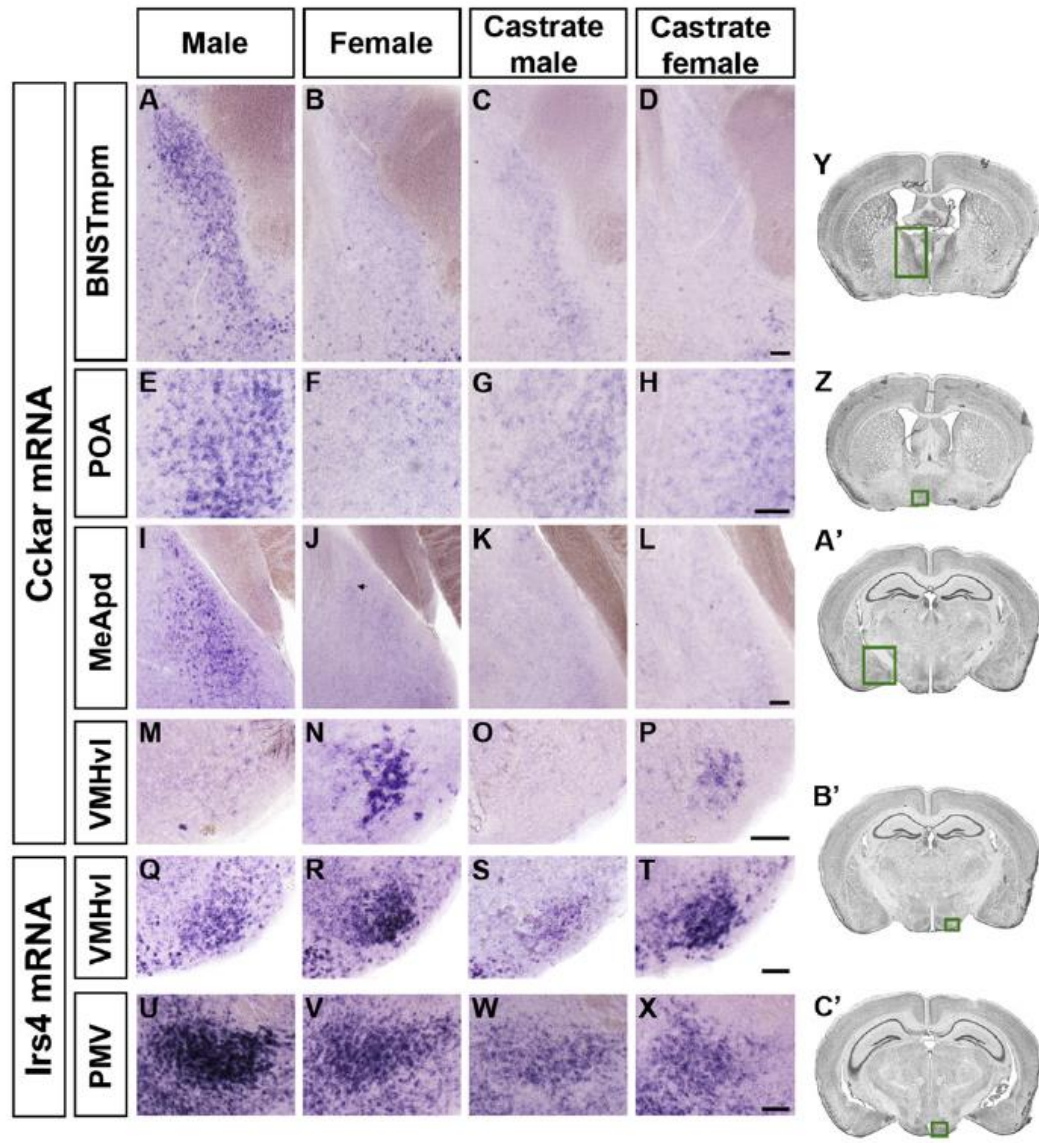 Male
Female
Castrate
male
Castrate
female
Cckar mRNA
BNSTmpm
A
B
C
D
Y
POA
E
F
G
H
Z
MeApd
I
J
K
L
A'
VMHvl
M
N
O
P
B'
Irs4 mRNA
VMHvl
Q
R
S
T
PMV
U
V
W
X
C'